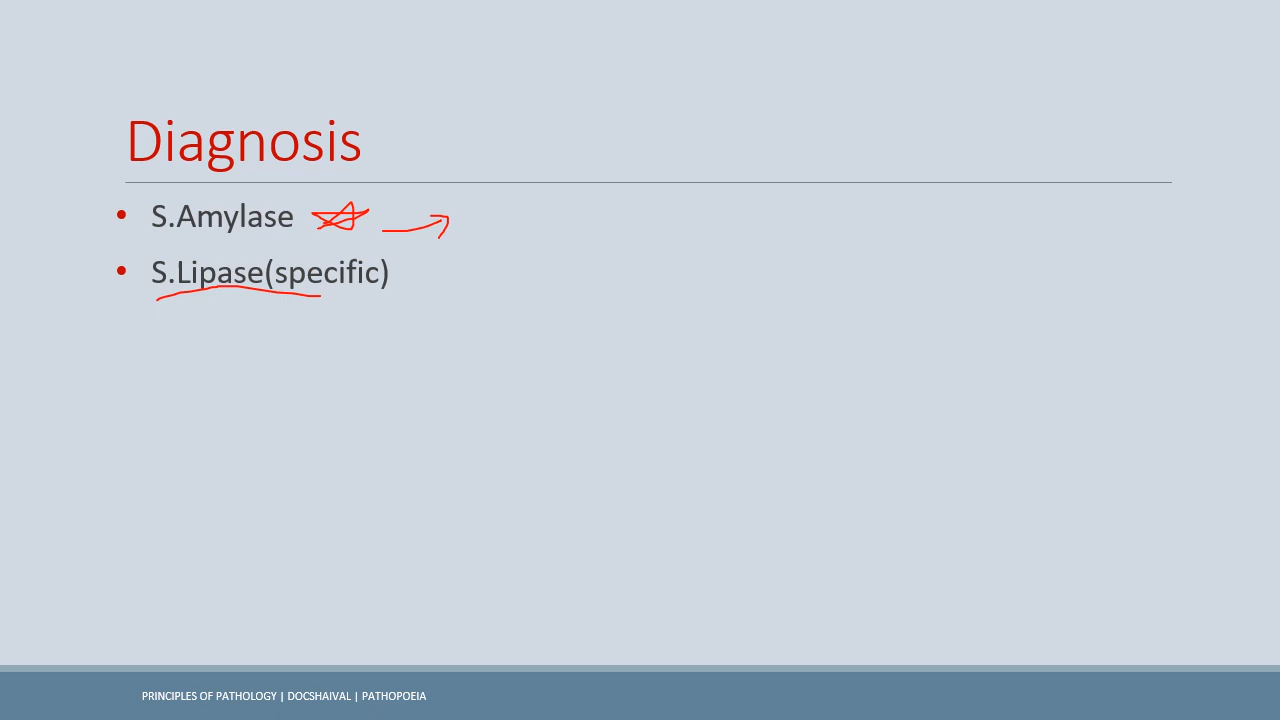 Diagnosis
• S.Amylase
• S.Lipase(specific)
PRINCIPLES OF PATHOLOGY | DOCSHAIVAL | PATHOPOEIA